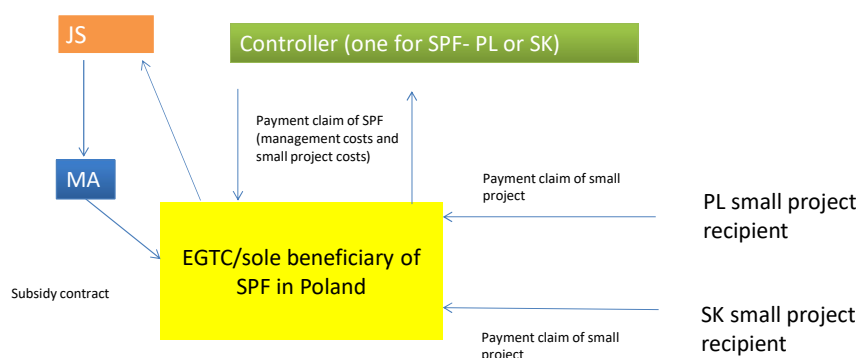 JS
Controller (one for SPF- PL or SK)
Payment claim of SPF
(management costs and
small project costs)
MA
Payment claim of small
project
PL small project
recipient
EGTC/sole beneficiary of
SPF in Poland
Subsidy contract
SK small project
recipient
Payment claim of small
project